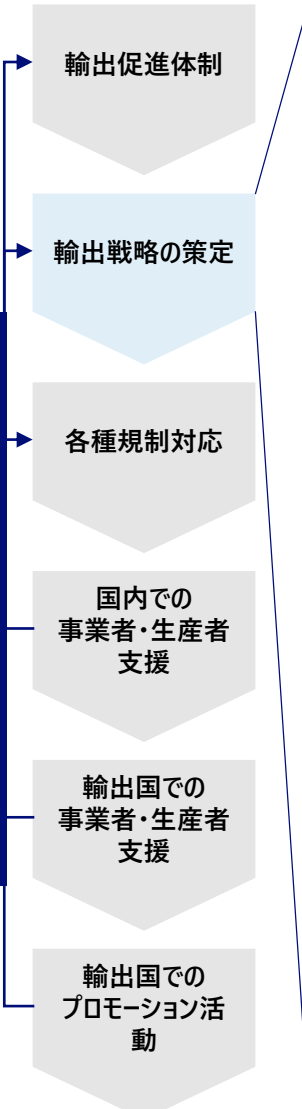 輸出促進体制
輸出戦略の策定
各種規制対応
国内での
事業者・生産者
支援
輸出国での
事業者・生産者
支援
輸出国での
プロモーション活
動